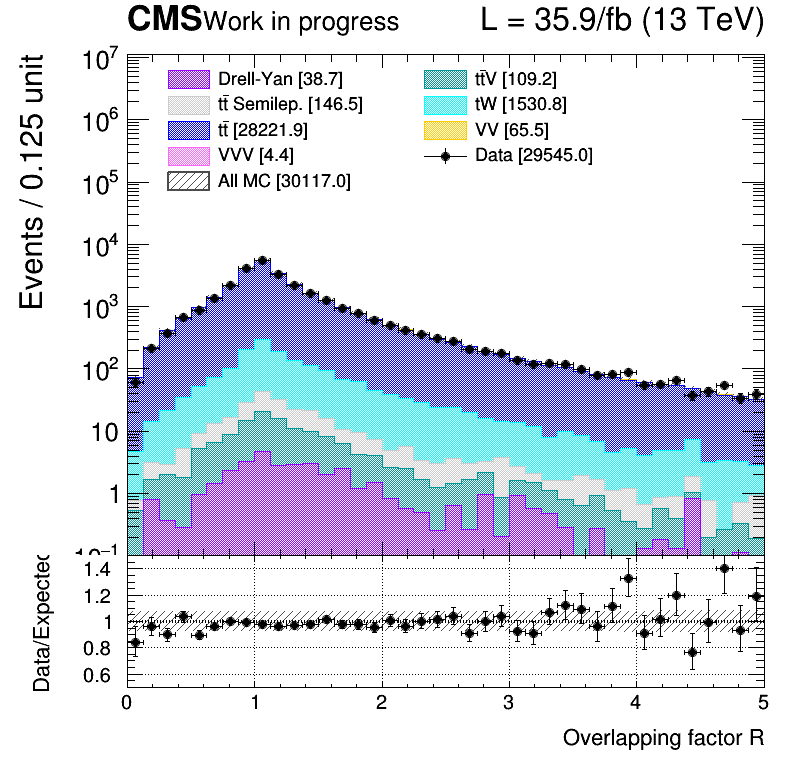 CMS Work in progress L = 35.9/fb (13 TeV)
Events / 0.125 unit
10⁷
10⁶
10⁵
10⁴
10³
10²
10
1
10⁻¹
Drell-Yan [38.7]
tt̄ Semilep. [146.5]
tt̄ [28221.9]
VVV [4.4]
All MC [30117.0]
tt̄V [109.2]
tW [1530.8]
VV [65.5]
Data [29545.0]
Data/Expected
1.4
1.2
1
0.8
0.6
0 1 2 3 4 5
Overlapping factor R